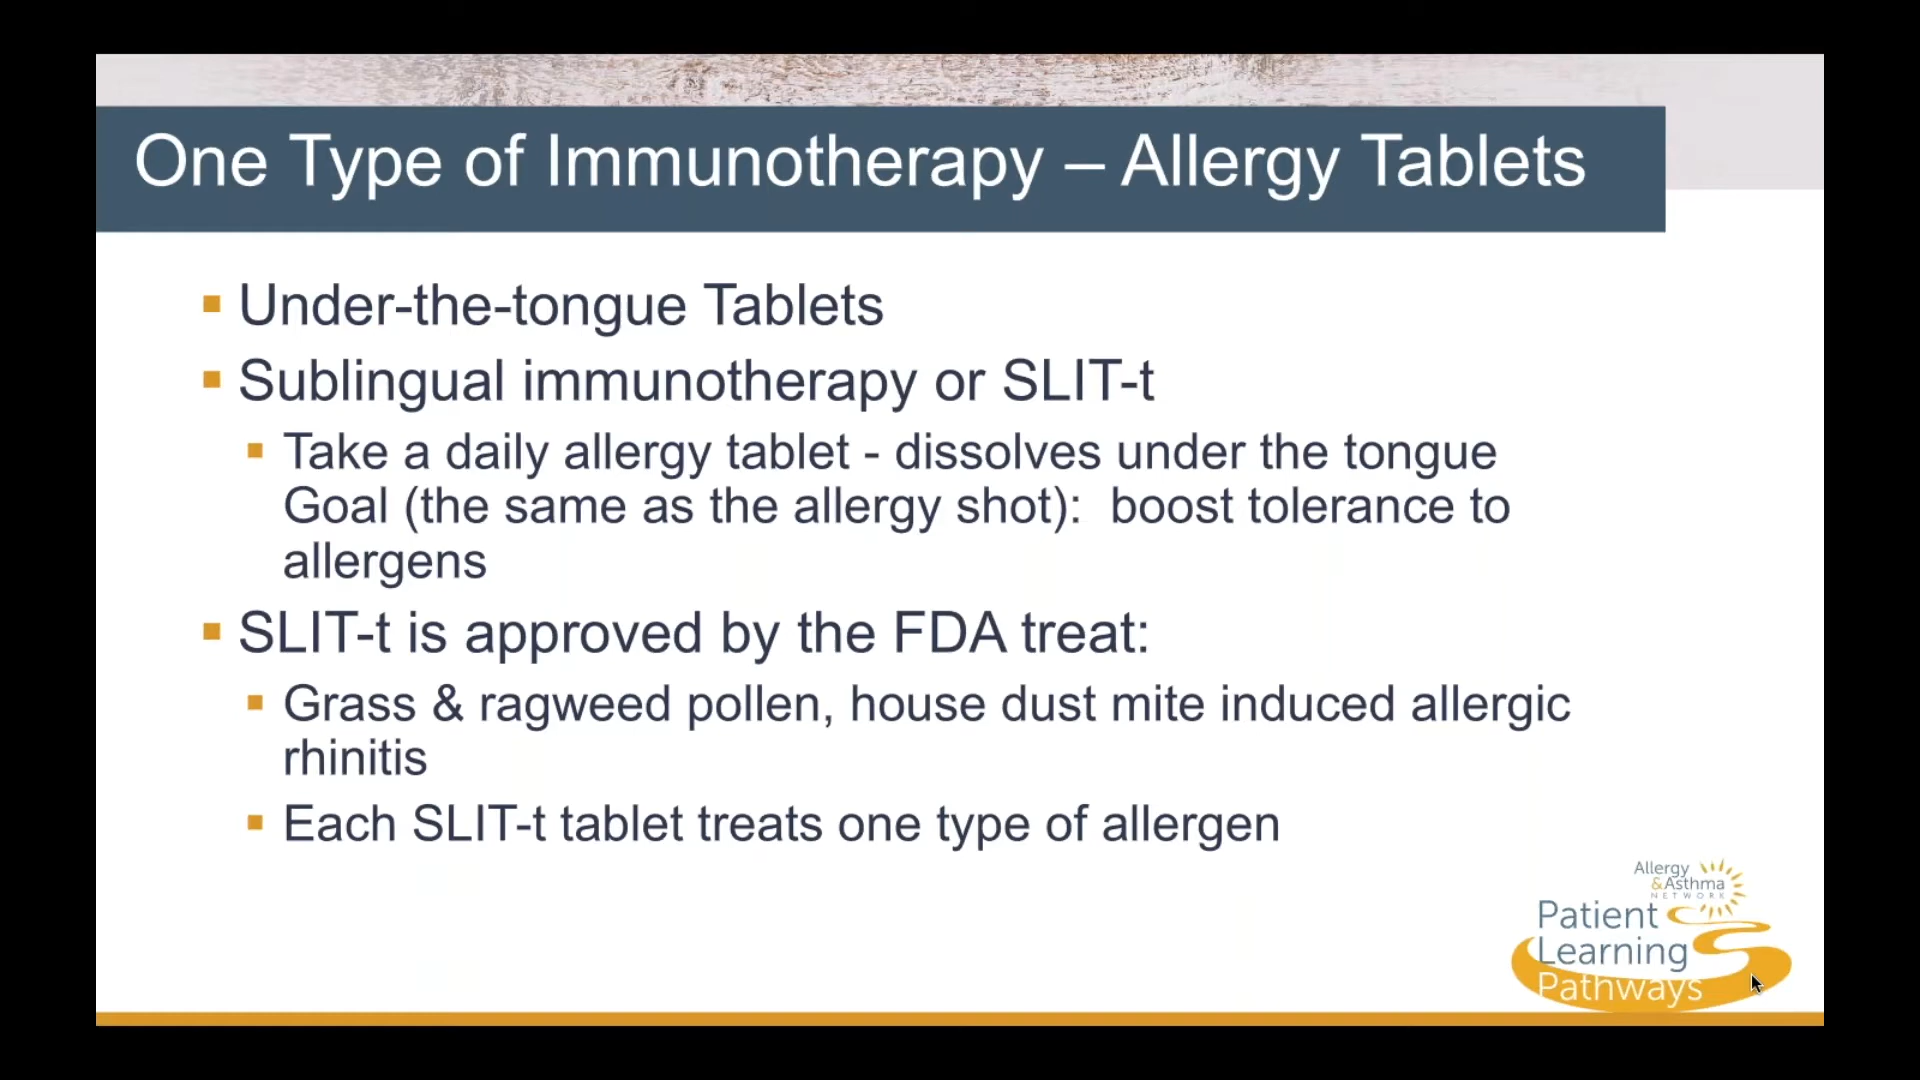 One Type of Immunotherapy – Allergy Tablets
Under-the-tongue Tablets
Sublingual immunotherapy or SLIT-t
Take a daily allergy tablet - dissolves under the tongue
Goal (the same as the allergy shot):  boost tolerance to
allergens
SLIT-t is approved by the FDA treat:
Grass & ragweed pollen, house dust mite induced allergic
rhinitis
Each SLIT-t tablet treats one type of allergen
Allergy
&Asthma
NETWORK
Patient
Learning
Pathways